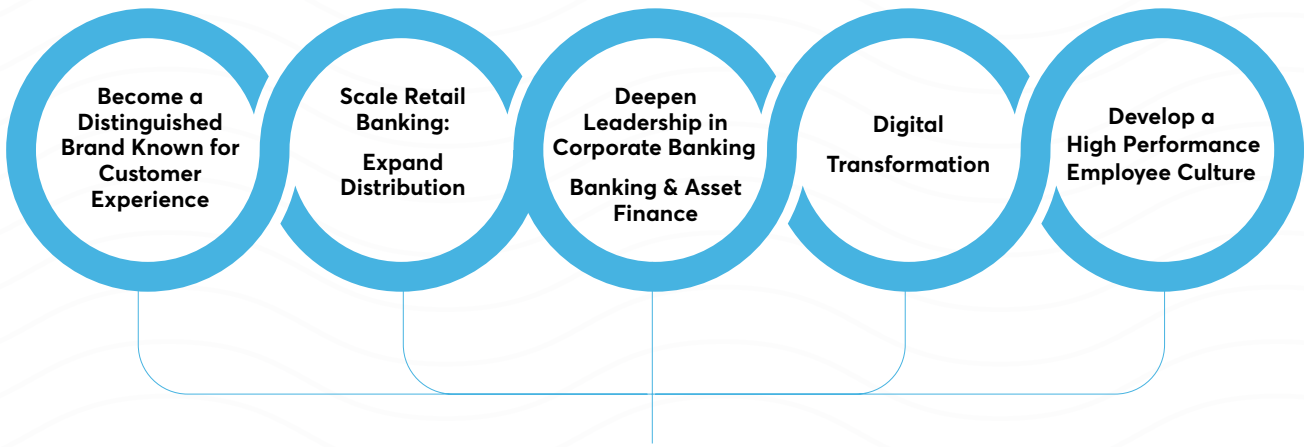 Become a
Distinguished
Brand Known for
Customer
Experience
Scale Retail
Banking:
Expand
Distribution
Deepen
Leadership in
Corporate Banking
Banking & Asset
Finance
Digital
Transformation
Develop a
High Performance
Employee Culture